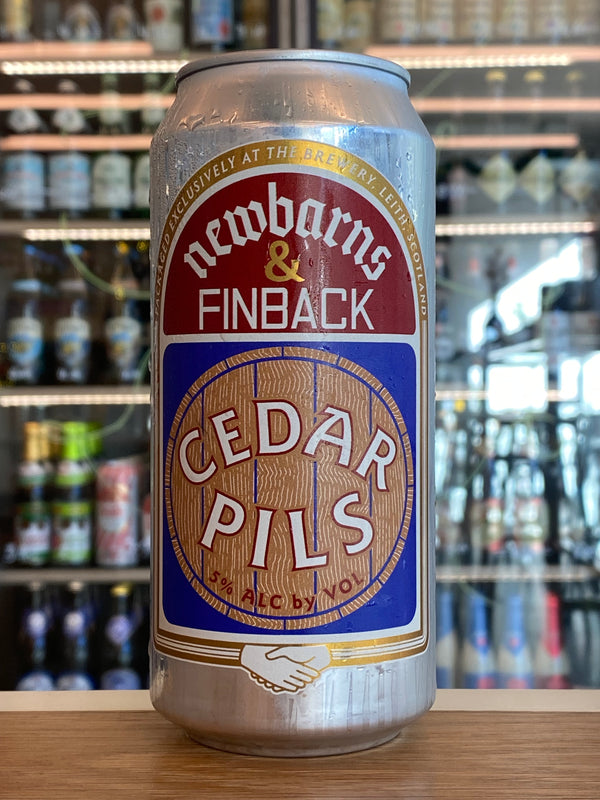 PACKAGED EXCLUSIVELY AT THE BREWERY, LEITH, SCOTLAND
newbarns
&
FINBACK
CEDAR
PILS
5% ALC by VOL